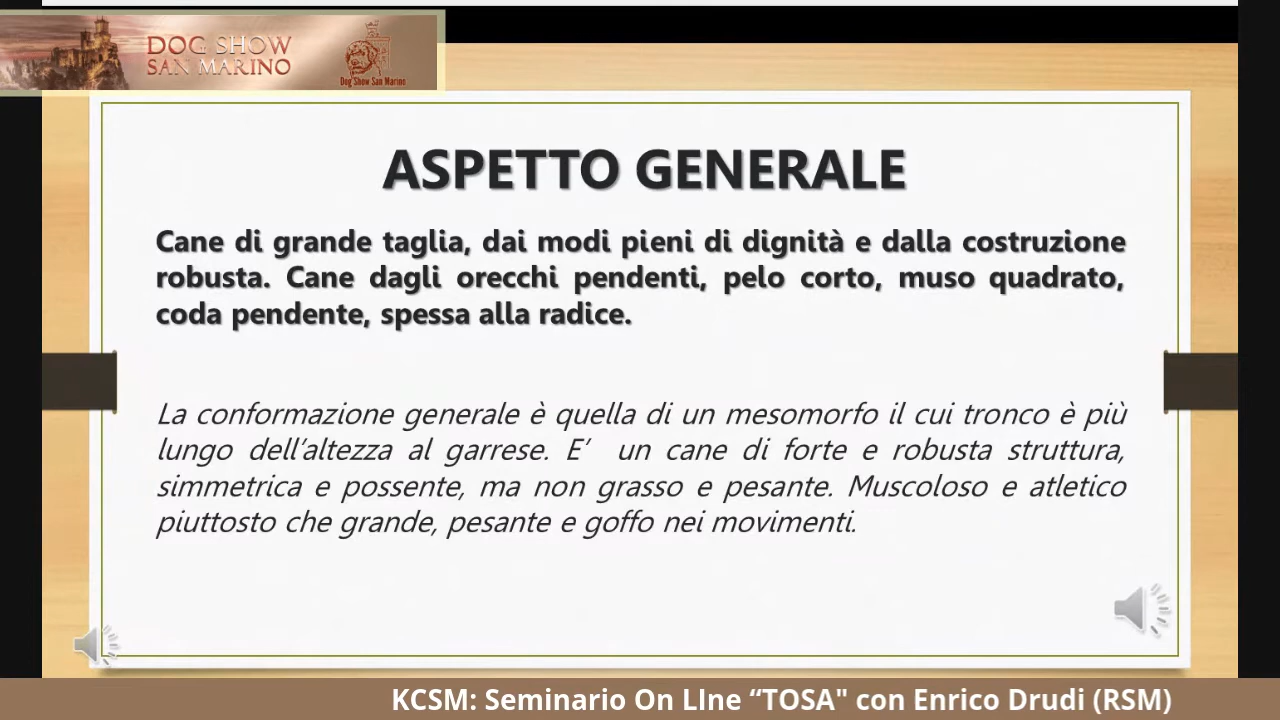 DOG SHOW
SAN MARINO
Dog Show San Marino
ASPETTO GENERALE
Cane di grande taglia, dai modi pieni di dignità e dalla costruzione
robusta. Cane dagli orecchi pendenti, pelo corto, muso quadrato,
coda pendente, spessa alla radice.
La conformazione generale è quella di un mesomorfo il cui tronco è più
lungo dell’altezza al garrese. E’ un cane di forte e robusta struttura,
simmetrica e possente, ma non grasso e pesante. Muscoloso e atletico
piuttosto che grande, pesante e goffo nei movimenti.
KCSM: Seminario On LIne “TOSA" con Enrico Drudi (RSM)